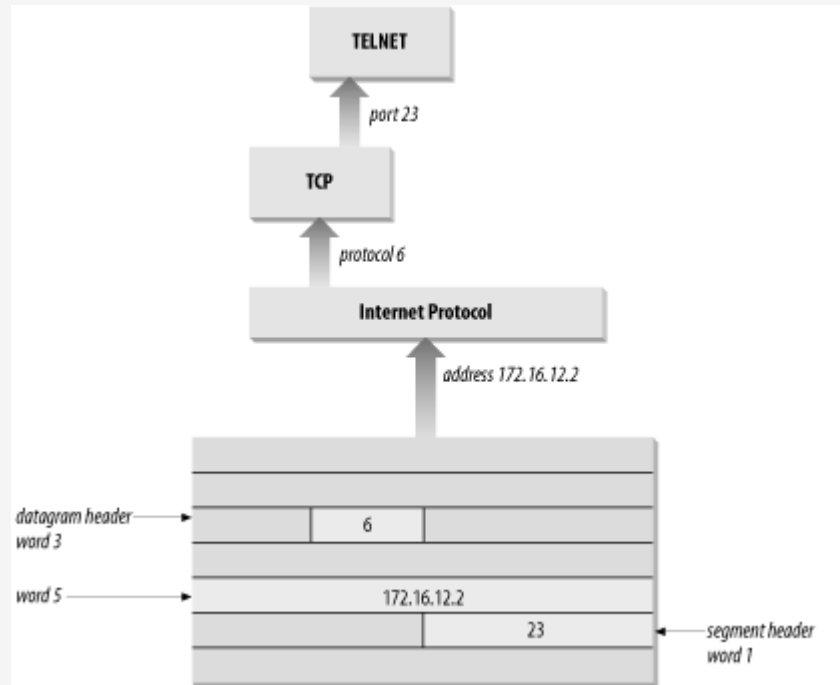 TELNET
port 23
TCP
protocol 6
Internet Protocol
address 172.16.12.2
datagram header
word 3
6
word 5
172.16.12.2
23
segment header
word 1